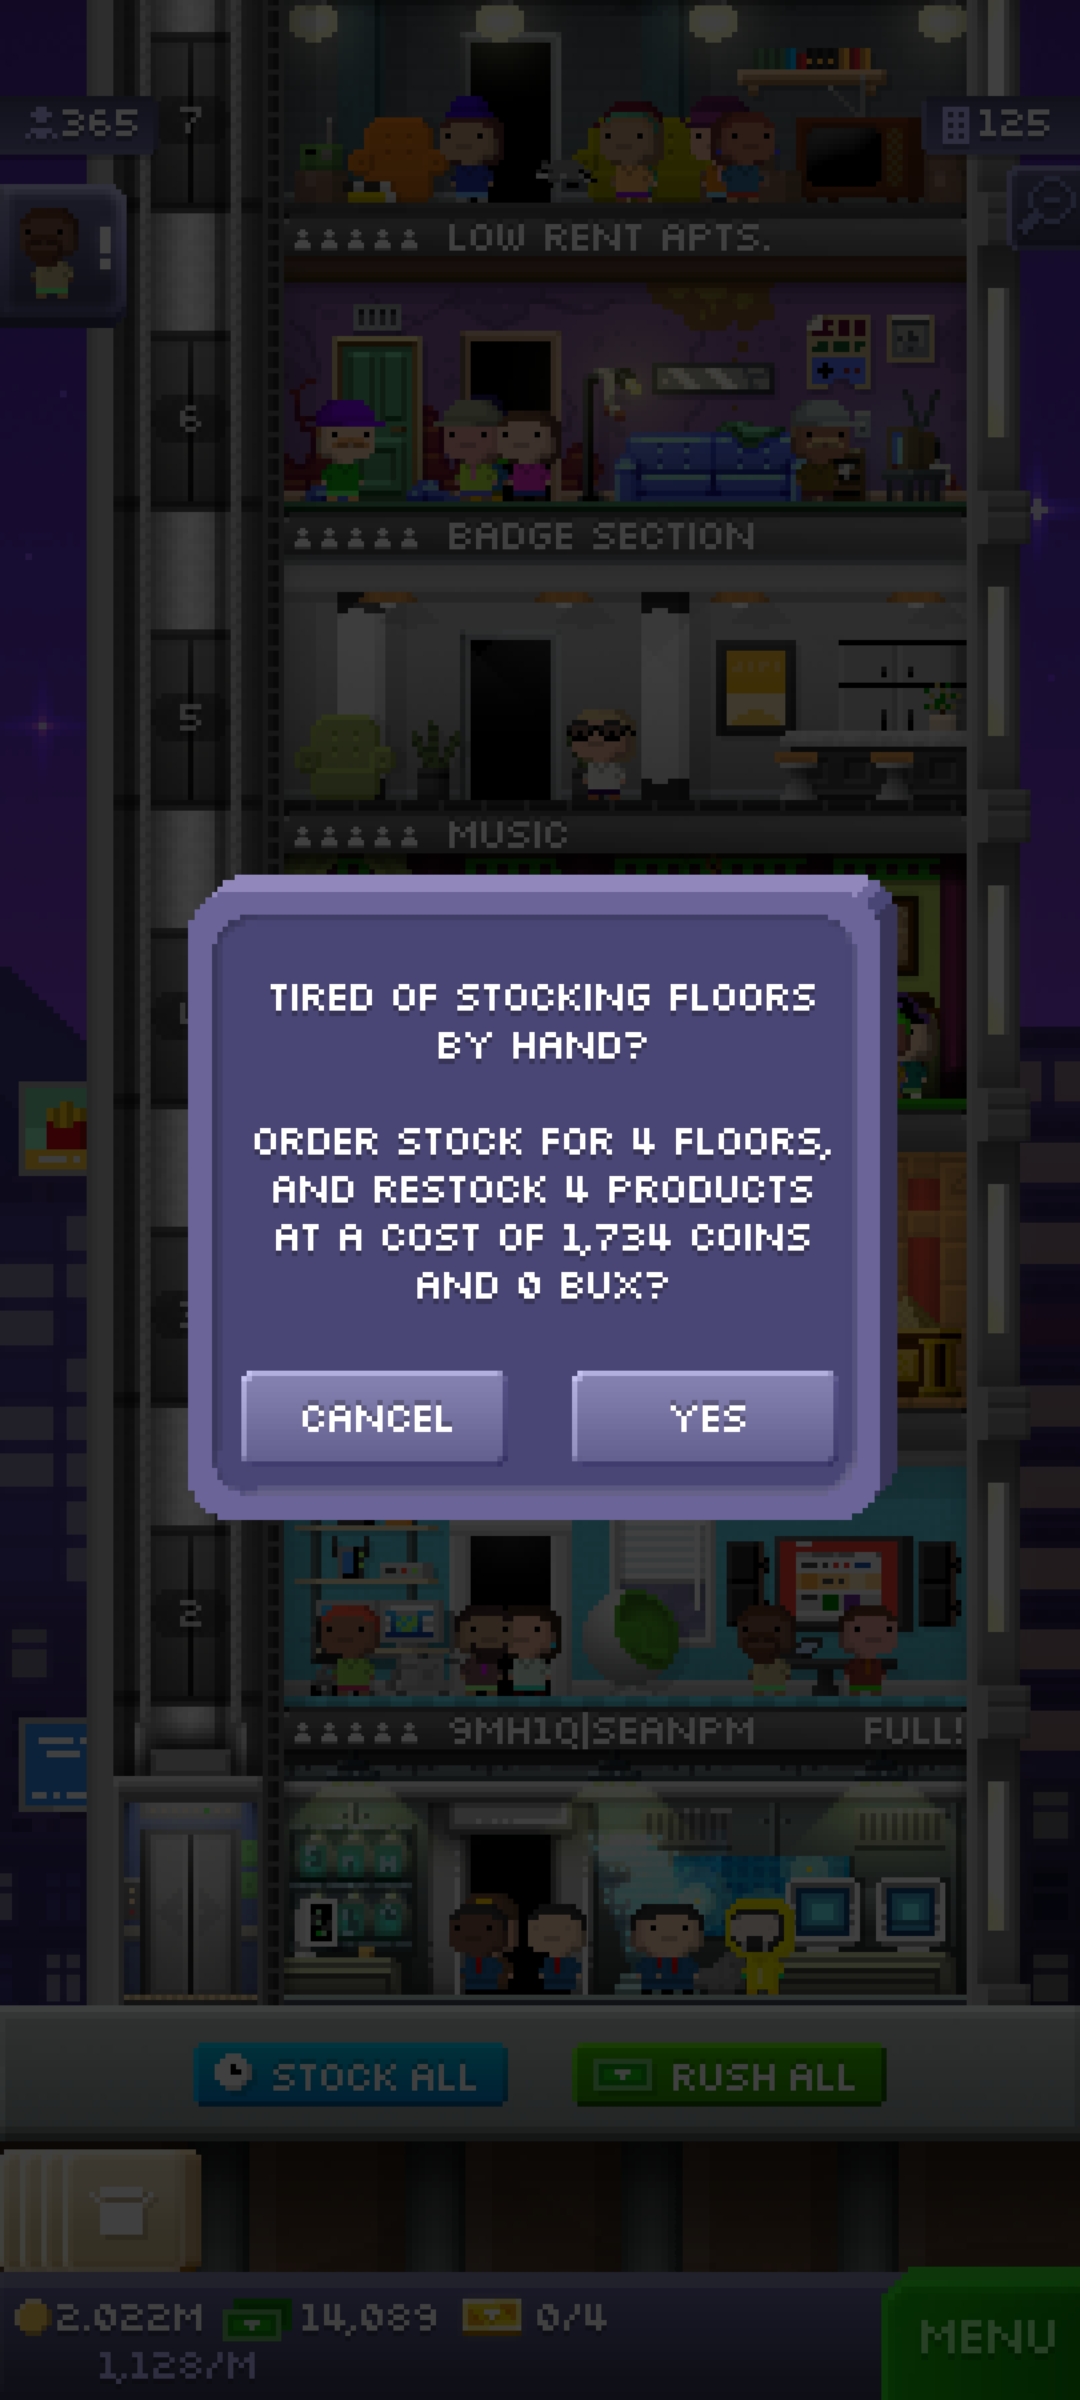 365
7
125
!
LOW RENT APTS.
6
BADGE SECTION
5
MUSIC
TIRED OF STOCKING FLOORS
BY HAND?
ORDER STOCK FOR 4 FLOORS,
AND RESTOCK 4 PRODUCTS
AT A COST OF 1,734 COINS
AND 0 BUX?
CANCEL
YES
2
9MH1Q|SEANPM
FULL!
STOCK ALL
RUSH ALL
2.022M
14,089
0/4
1,128/M
MENU